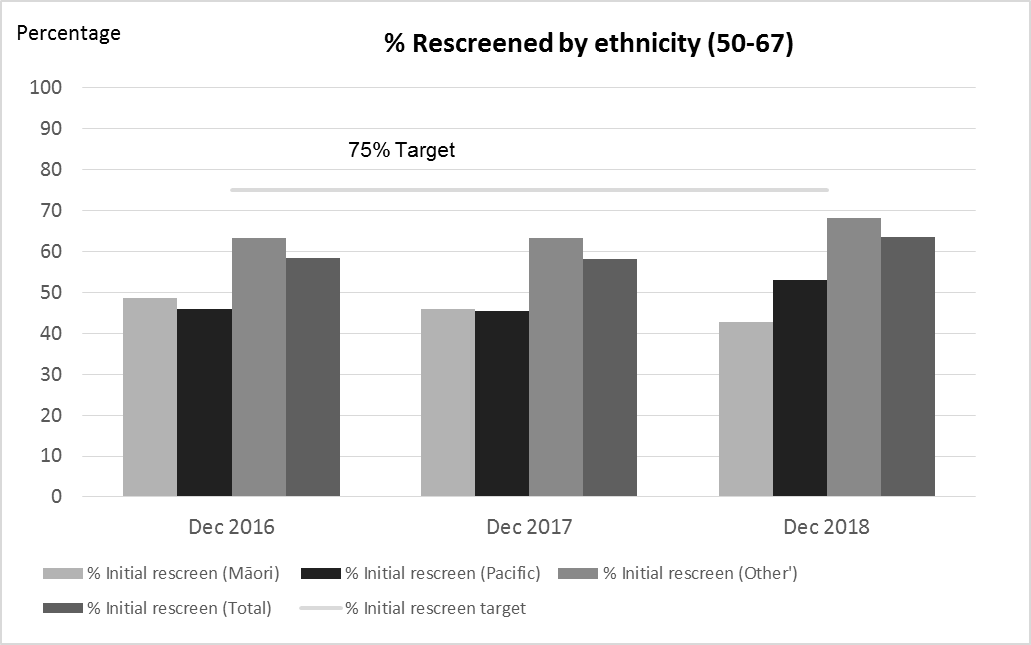 Percentage
% Rescreened by ethnicity (50-67)
100
90
75% Target
80
70
60
50
40
30
20
10
0
Dec 2016 Dec 2017 Dec 2018
% Initial rescreen (Māori) % Initial rescreen (Pacific) % Initial rescreen (Other')
% Initial rescreen (Total) % Initial rescreen target